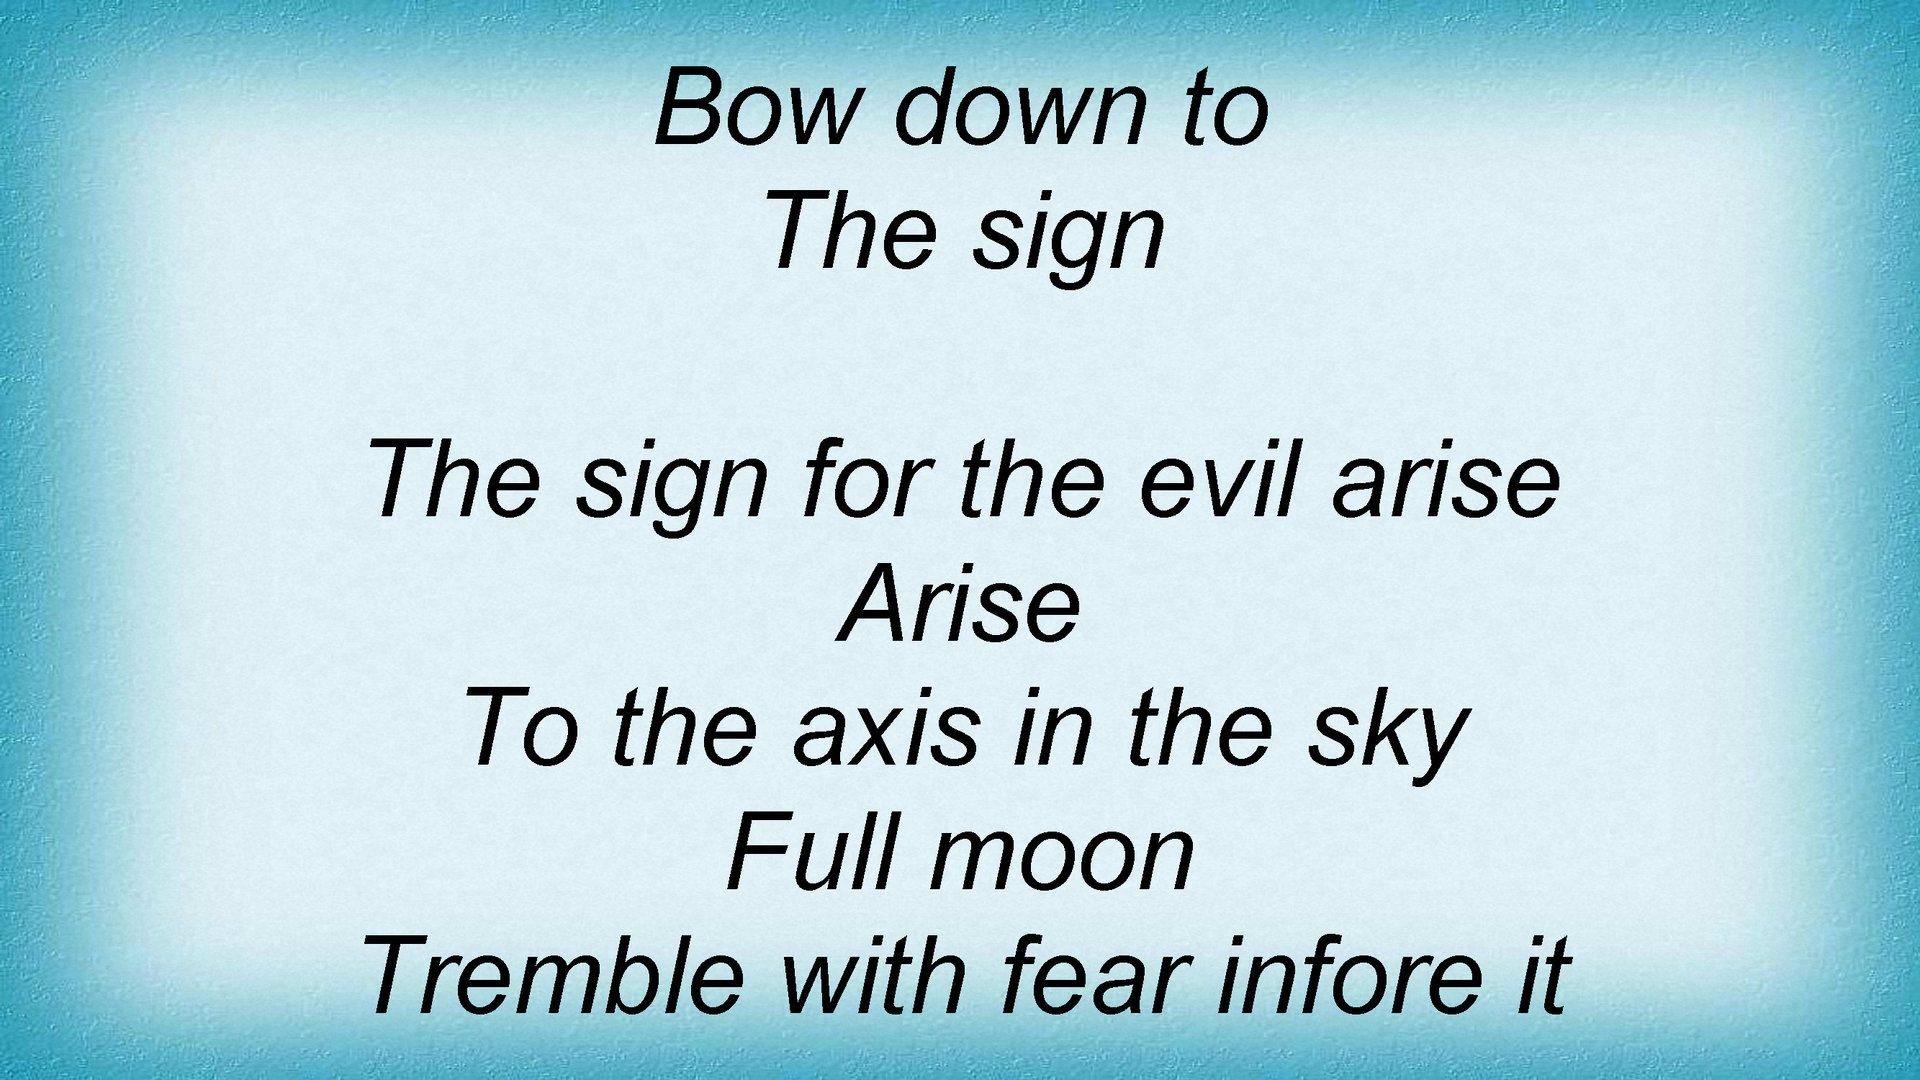 Bow down to
The sign
The sign for the evil arise
Arise
To the axis in the sky
Full moon
Tremble with fear infore it